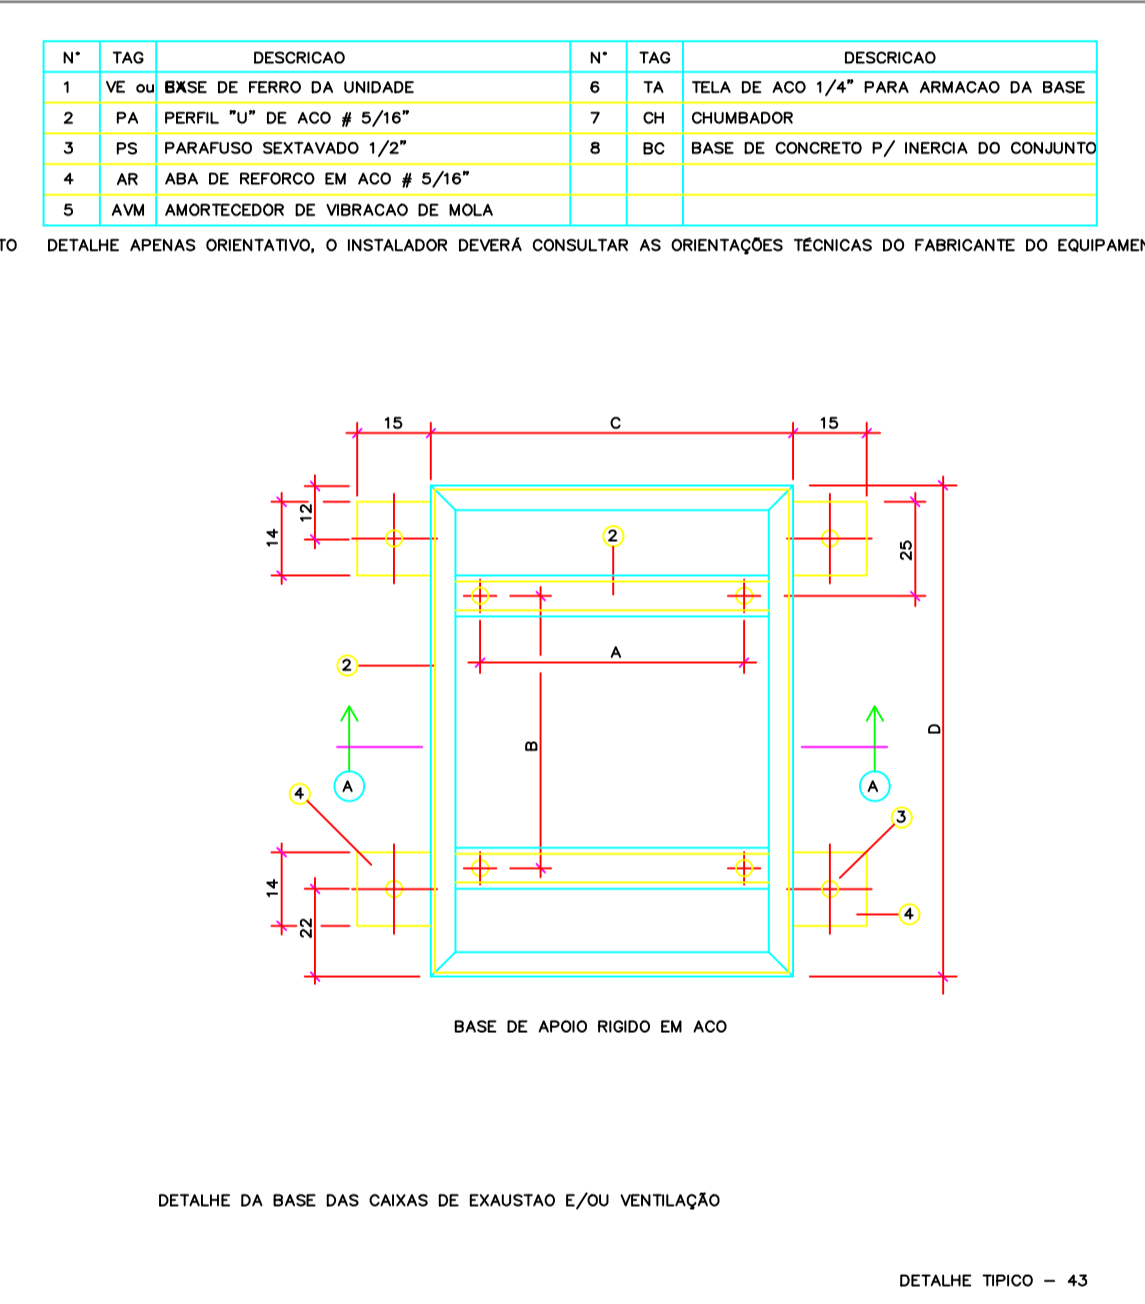 N° TAG DESCRICAO N° TAG DESCRICAO
1 VE ou EX BASE DE FERRO DA UNIDADE 6 TA TELA DE ACO 1/4" PARA ARMACAO DA BASE
2 PA PERFIL "U" DE ACO # 5/16" 7 CH CHUMBADOR
3 PS PARAFUSO SEXTAVADO 1/2" 8 BC BASE DE CONCRETO P/ INERCIA DO CONJUNTO
4 AR ABA DE REFORCO EM ACO # 5/16"
5 AVM AMORTECEDOR DE VIBRACAO DE MOLA
TO DETALHE APENAS ORIENTATIVO, O INSTALADOR DEVERÁ CONSULTAR AS ORIENTAÇÕES TÉCNICAS DO FABRICANTE DO EQUIPAMEN
15 C 15
12
14
2
25
A
2
D
B
A A
4
3
14
4
22
BASE DE APOIO RIGIDO EM ACO
DETALHE DA BASE DAS CAIXAS DE EXAUSTAO E/OU VENTILAÇÃO
DETALHE TIPICO – 43